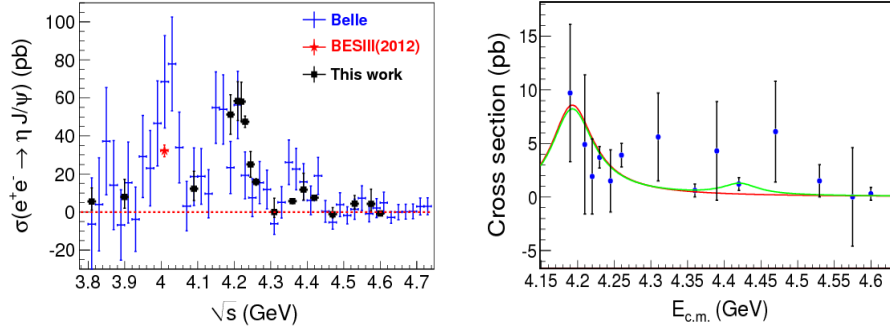 σ(e⁺e⁻ → η J/ψ) (pb)
100
80
60
40
20
0
-20
Belle
BESIII(2012)
This work
3.8 3.9 4 4.1 4.2 4.3 4.4 4.5 4.6 4.7
√s (GeV)
Cross section (pb)
15
10
5
0
-5
4.15 4.2 4.25 4.3 4.35 4.4 4.45 4.5 4.55 4.6
E_c.m. (GeV)